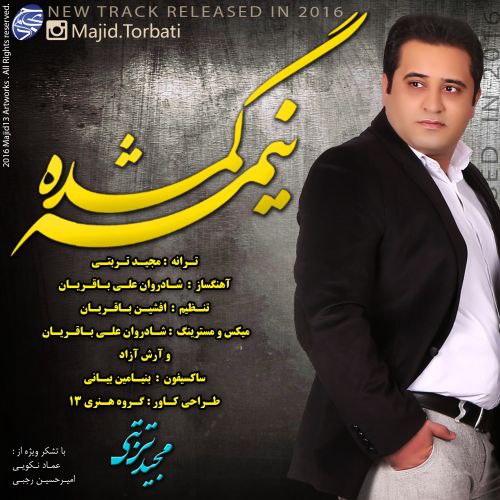 NEW TRACK RELEASED IN 2016
Majid.Torbati
2016 Majid13 Artworks . All Rights reserved.
نیمه گمشده
ترانه : مجید تربتی
آهنگساز : شادروان علی باقریان
تنظیم : افشین باقریان
میکس و مسترینگ : شادروان علی باقریان
و آرش آزاد
ساکسیفون : بنیامین بیاتی
طراحی کاور : گروه هنری ۱۳
مجید تربتی
با تشکر ویژه از :
عماد نکویی
امیرحسین رجبی